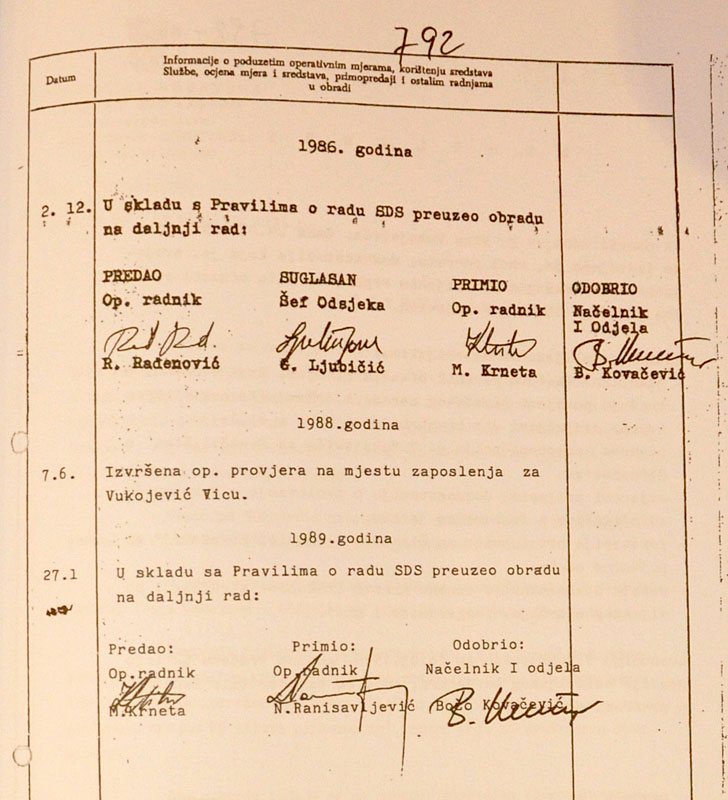 792
Datum
Informacije o poduzetim operativnim mjerama, korištenju sredstava
Službe, ocjena mjera i sredstava, primopredaji i ostalim radnjama
u obradi
1986. godina
2. 12. U skladu s Pravilima o radu SDS preuzeo obradu
na daljnji rad:
PREDAO SUGLASAN PRIMIO ODOBRIO
Op. radnik Šef Odsjeka Op. radnik Načelnik
I Odjela
R. Rađenović G. Ljubičić M. Krneta B. Kovačević
1988.godina
7.6. Izvršena op. provjera na mjestu zaposlenja za
Vukojević Vicu.
1989.godina
27.1 U skladu sa Pravilima o radu SDS preuzeo obradu
na daljnji rad:
Predao: Primio: Odobrio:
Op.radnik Op.radnik Načelnik I odjela
M.Krneta N.Ranisavljević Božo Kovačević